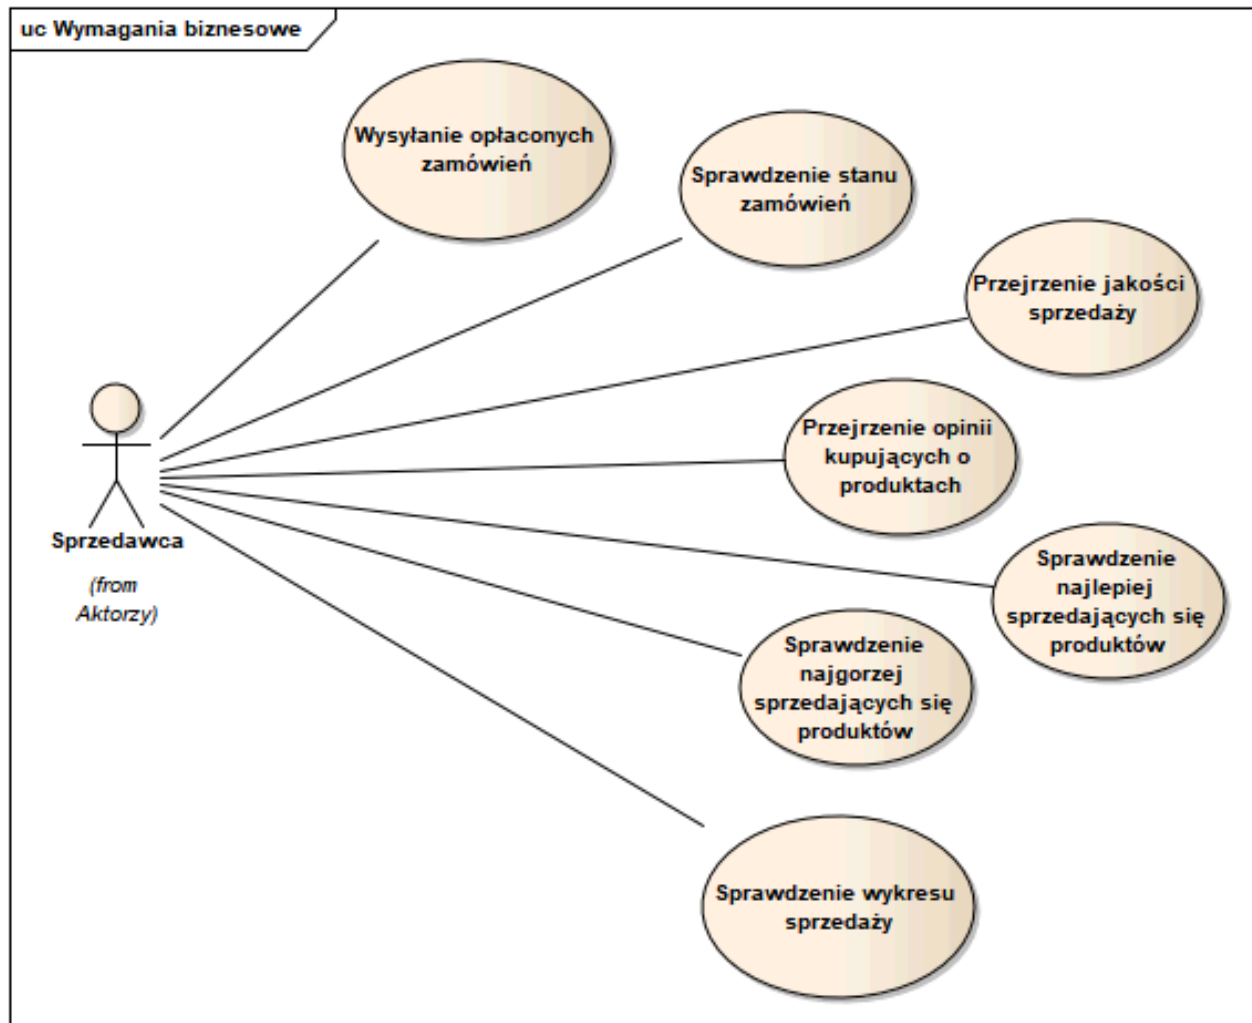 uc Wymagania biznesowe
Wysyłanie opłaconych
zamówień
Sprawdzenie stanu
zamówień
Przejrzenie jakości
sprzedaży
Przejrzenie opinii
kupujących o
produktach
Sprzedawca
(from
Aktorzy)
Sprawdzenie
najlepiej
sprzedających się
produktów
Sprawdzenie
najgorzej
sprzedających się
produktów
Sprawdzenie wykresu
sprzedaży